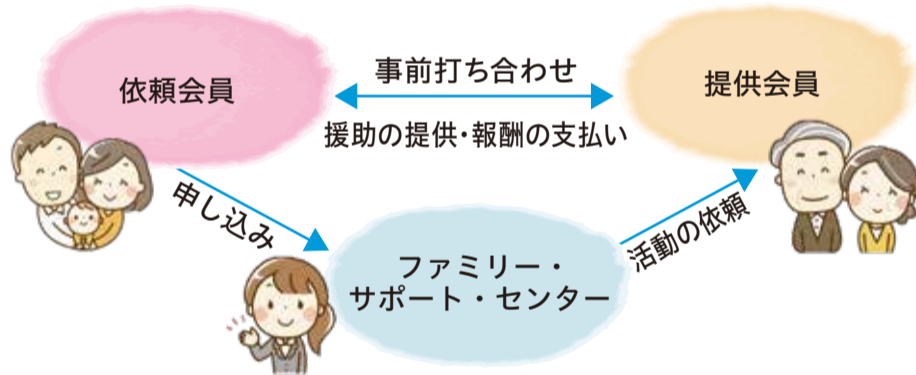 依頼会員
事前打ち合わせ
提供会員
援助の提供・報酬の支払い
申し込み
活動の依頼
ファミリー・
サポート・センター